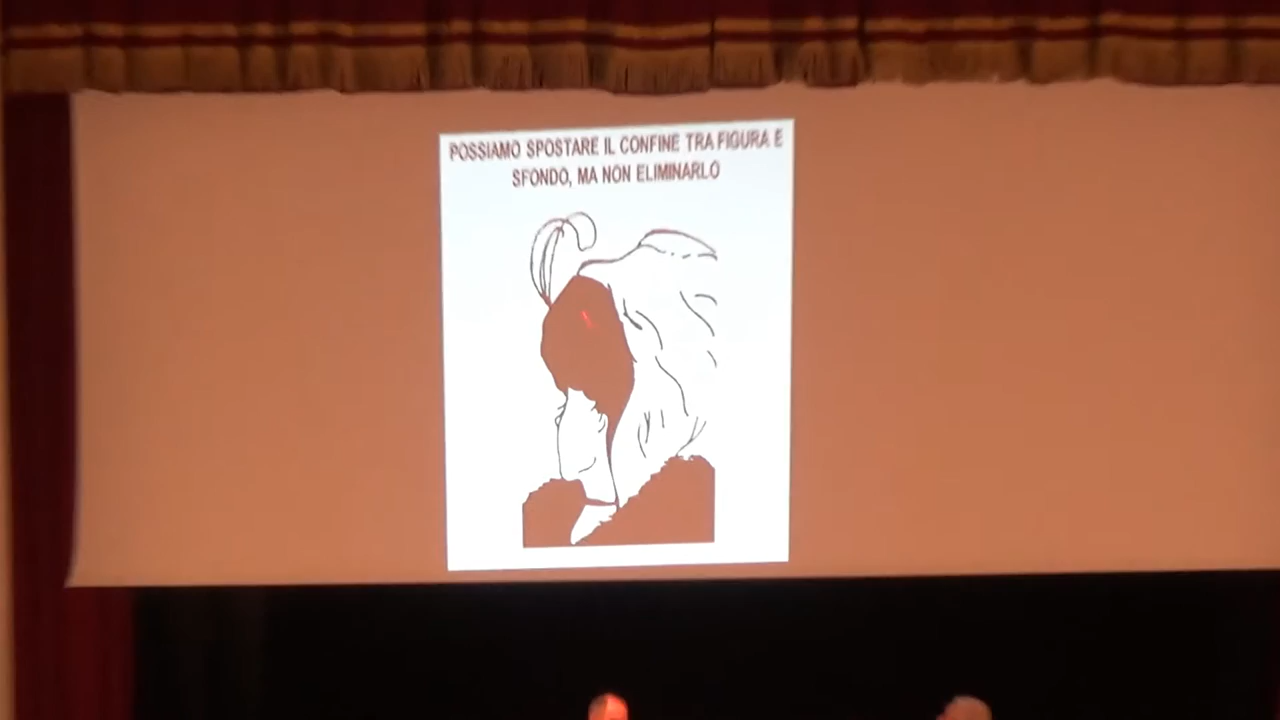 POSSIAMO SPOSTARE IL CONFINE TRA FIGURA E
SFONDO, MA NON ELIMINARLO